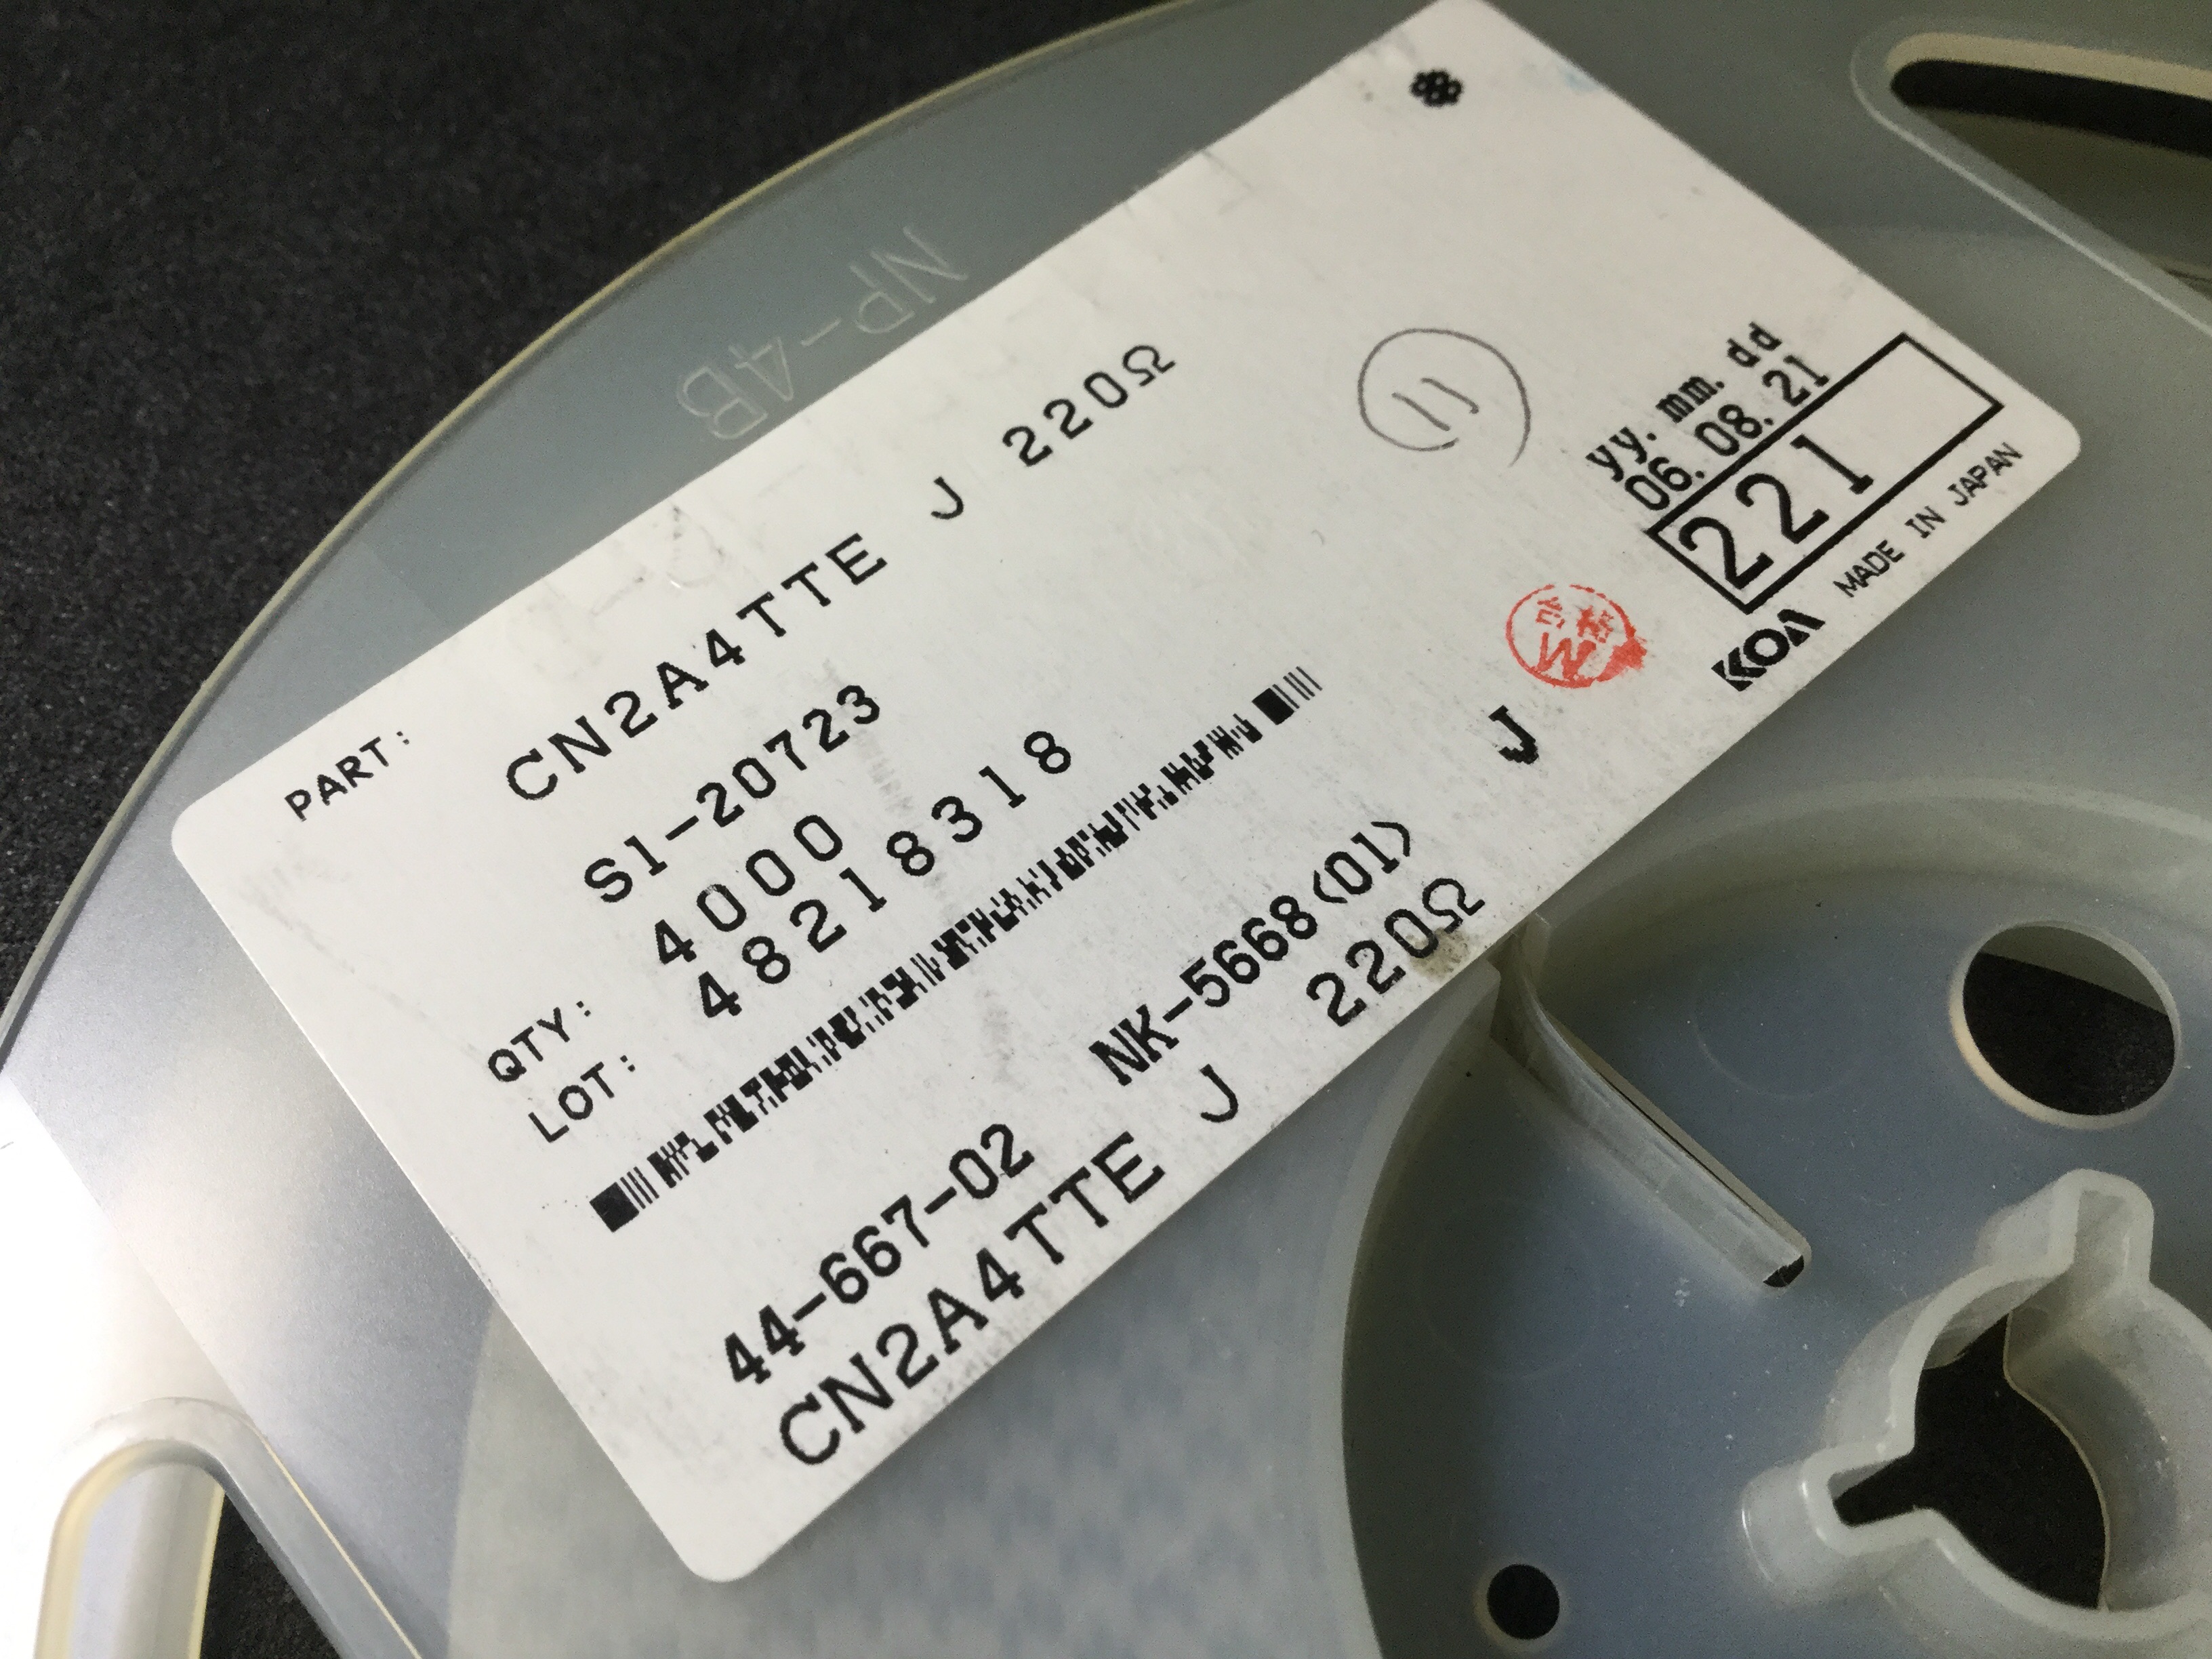 NP-4B
PART:
CN2A4TTE J 220Ω
S1-20723
QTY: 4000
LOT: 48218318
44-667-02 NK-5668(01) J
CN2A4TTE J 220Ω
11
yy. mm. dd
06. 08. 21
221
KOA MADE IN JAPAN